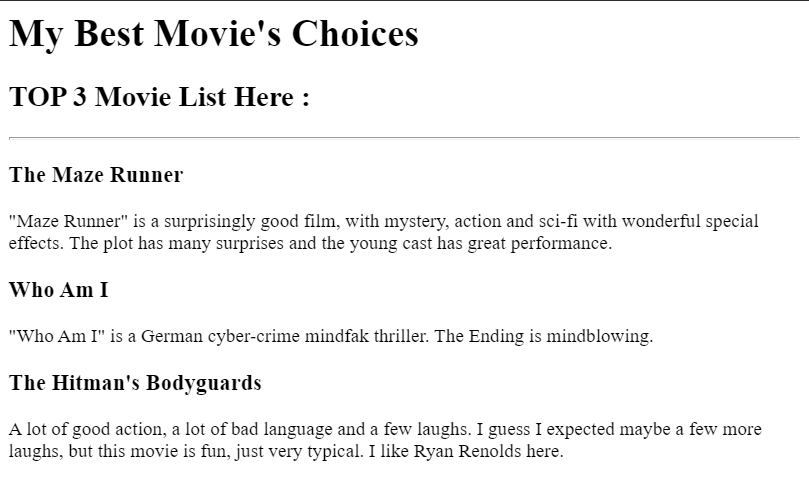 My Best Movie's Choices
TOP 3 Movie List Here :
The Maze Runner
"Maze Runner" is a surprisingly good film, with mystery, action and sci-fi with wonderful special
effects. The plot has many surprises and the young cast has great performance.
Who Am I
"Who Am I" is a German cyber-crime mindfak thriller. The Ending is mindblowing.
The Hitman's Bodyguards
A lot of good action, a lot of bad language and a few laughs. I guess I expected maybe a few more
laughs, but this movie is fun, just very typical. I like Ryan Renolds here.